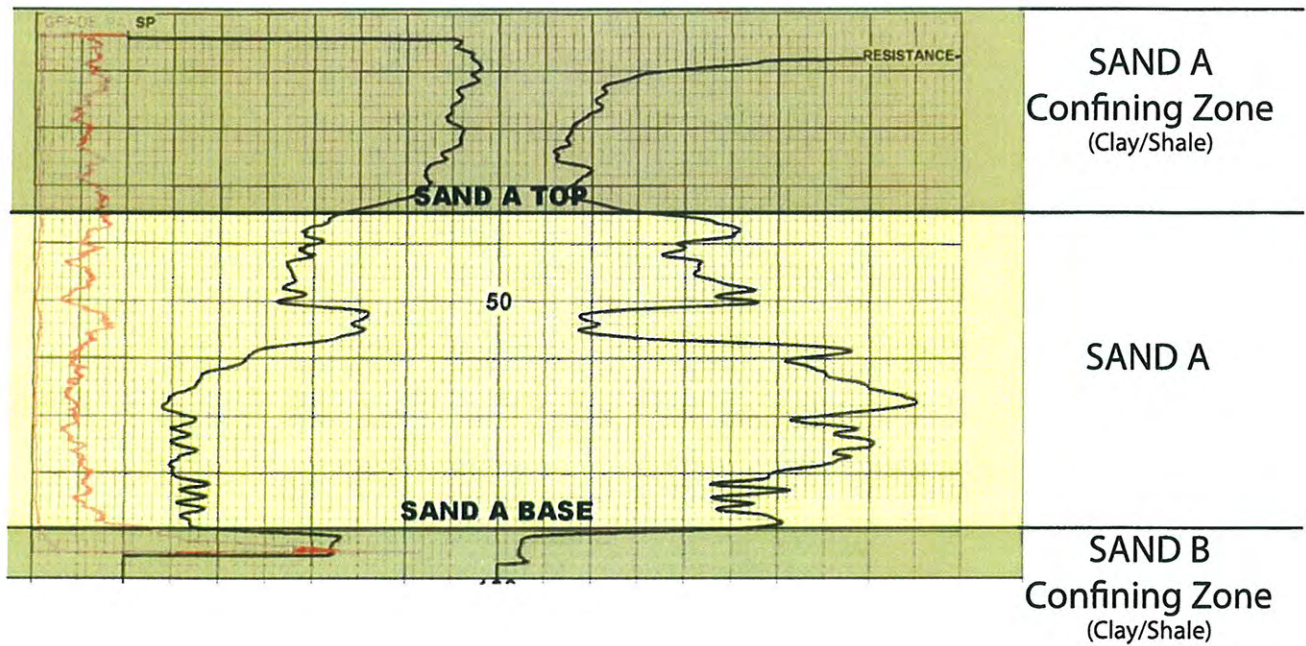 SP
RESISTANCE
SAND A
Confining Zone
(Clay/Shale)
SAND A TOP
50
SAND A
SAND A BASE
SAND B
Confining Zone
(Clay/Shale)